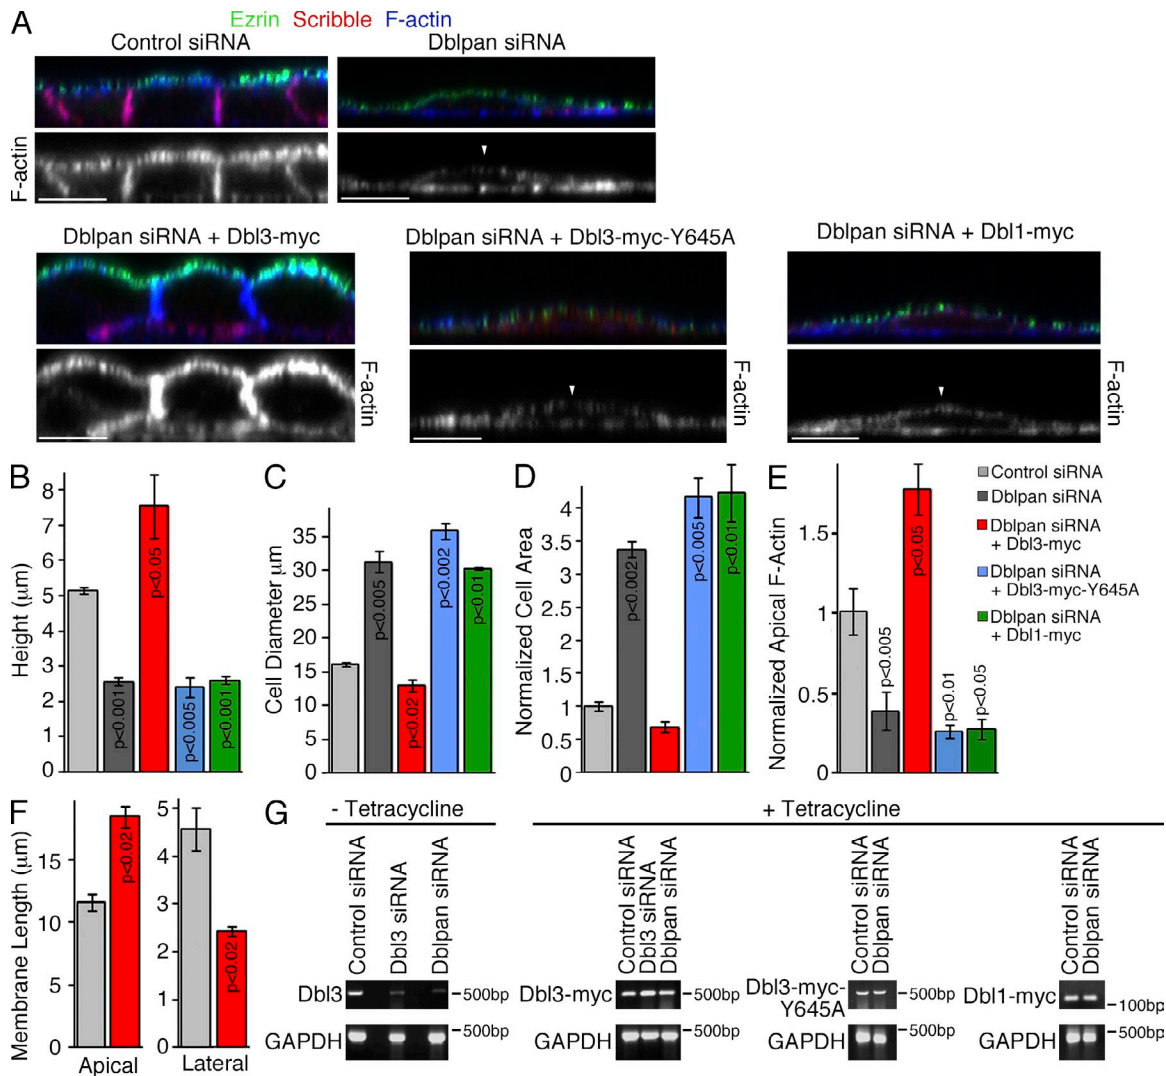 A
Ezrin Scribble F-actin
Control siRNA
Dblpan siRNA
F-actin
Dblpan siRNA + Dbl3-myc
Dblpan siRNA + Dbl3-myc-Y645A
Dblpan siRNA + Dbl1-myc
F-actin
F-actin
F-actin
B
Height (µm)
8
7
6
5
4
3
2
1
0
p<0.001
p<0.05
p<0.005
p<0.001
C
Cell Diameter µm
35
30
25
20
15
10
5
0
p<0.005
p<0.02
p<0.002
p<0.01
D
Normalized Cell Area
4
3.5
3
2.5
2
1.5
1
0.5
0
p<0.002
p<0.005
p<0.01
E
Normalized Apical F-Actin
1.5
1
0.5
0
p<0.005
p<0.05
p<0.01
p<0.05
Control siRNA
Dblpan siRNA
Dblpan siRNA
+ Dbl3-myc
Dblpan siRNA
+ Dbl3-myc-Y645A
Dblpan siRNA
+ Dbl1-myc
F
Membrane Length (µm)
15
10
5
0
p<0.02
Apical
5
4
3
2
1
0
p<0.02
Lateral
G
- Tetracycline
+ Tetracycline
Control siRNA
Dbl3 siRNA
Dblpan siRNA
Control siRNA
Dbl3 siRNA
Dblpan siRNA
Control siRNA
Dblpan siRNA
Control siRNA
Dblpan siRNA
Dbl3
500bp
Dbl3-myc
500bp
Dbl3-myc-
Y645A
500bp
Dbl1-myc
100bp
GAPDH
500bp
GAPDH
500bp
GAPDH
500bp
GAPDH
500bp